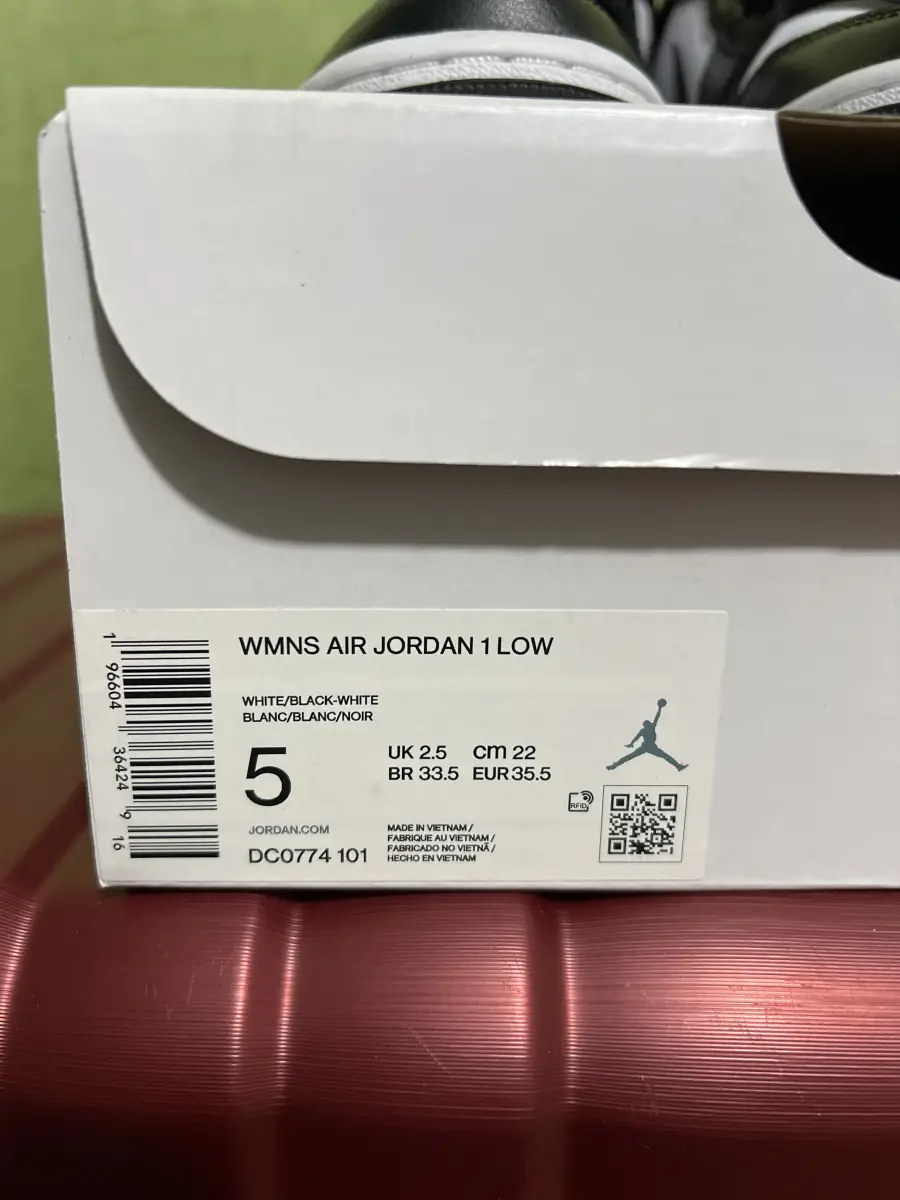 WMNS AIR JORDAN 1 LOW
WHITE/BLACK-WHITE
BLANC/BLANC/NOIR
5
UK 2.5 cm 22
BR 33.5 EUR 35.5
RFID
JORDAN.COM
DC0774 101
MADE IN VIETNAM /
FABRIQUE AU VIETNAM /
FABRICADO NO VIETNÃ /
HECHO EN VIETNAM
1 96604 36424 9 16